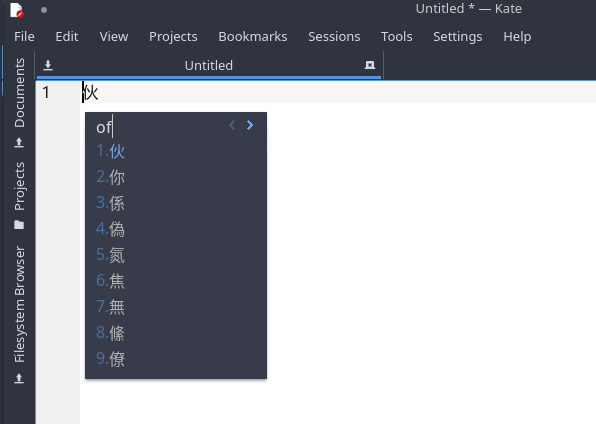 Untitled * — Kate
File Edit View Projects Bookmarks Sessions Tools Settings Help
Untitled
Documents
Projects
Filesystem Browser
1 伙
of
1.伙
2.你
3.係
4.偽
5.氮
6.焦
7.無
8.絛
9.僚